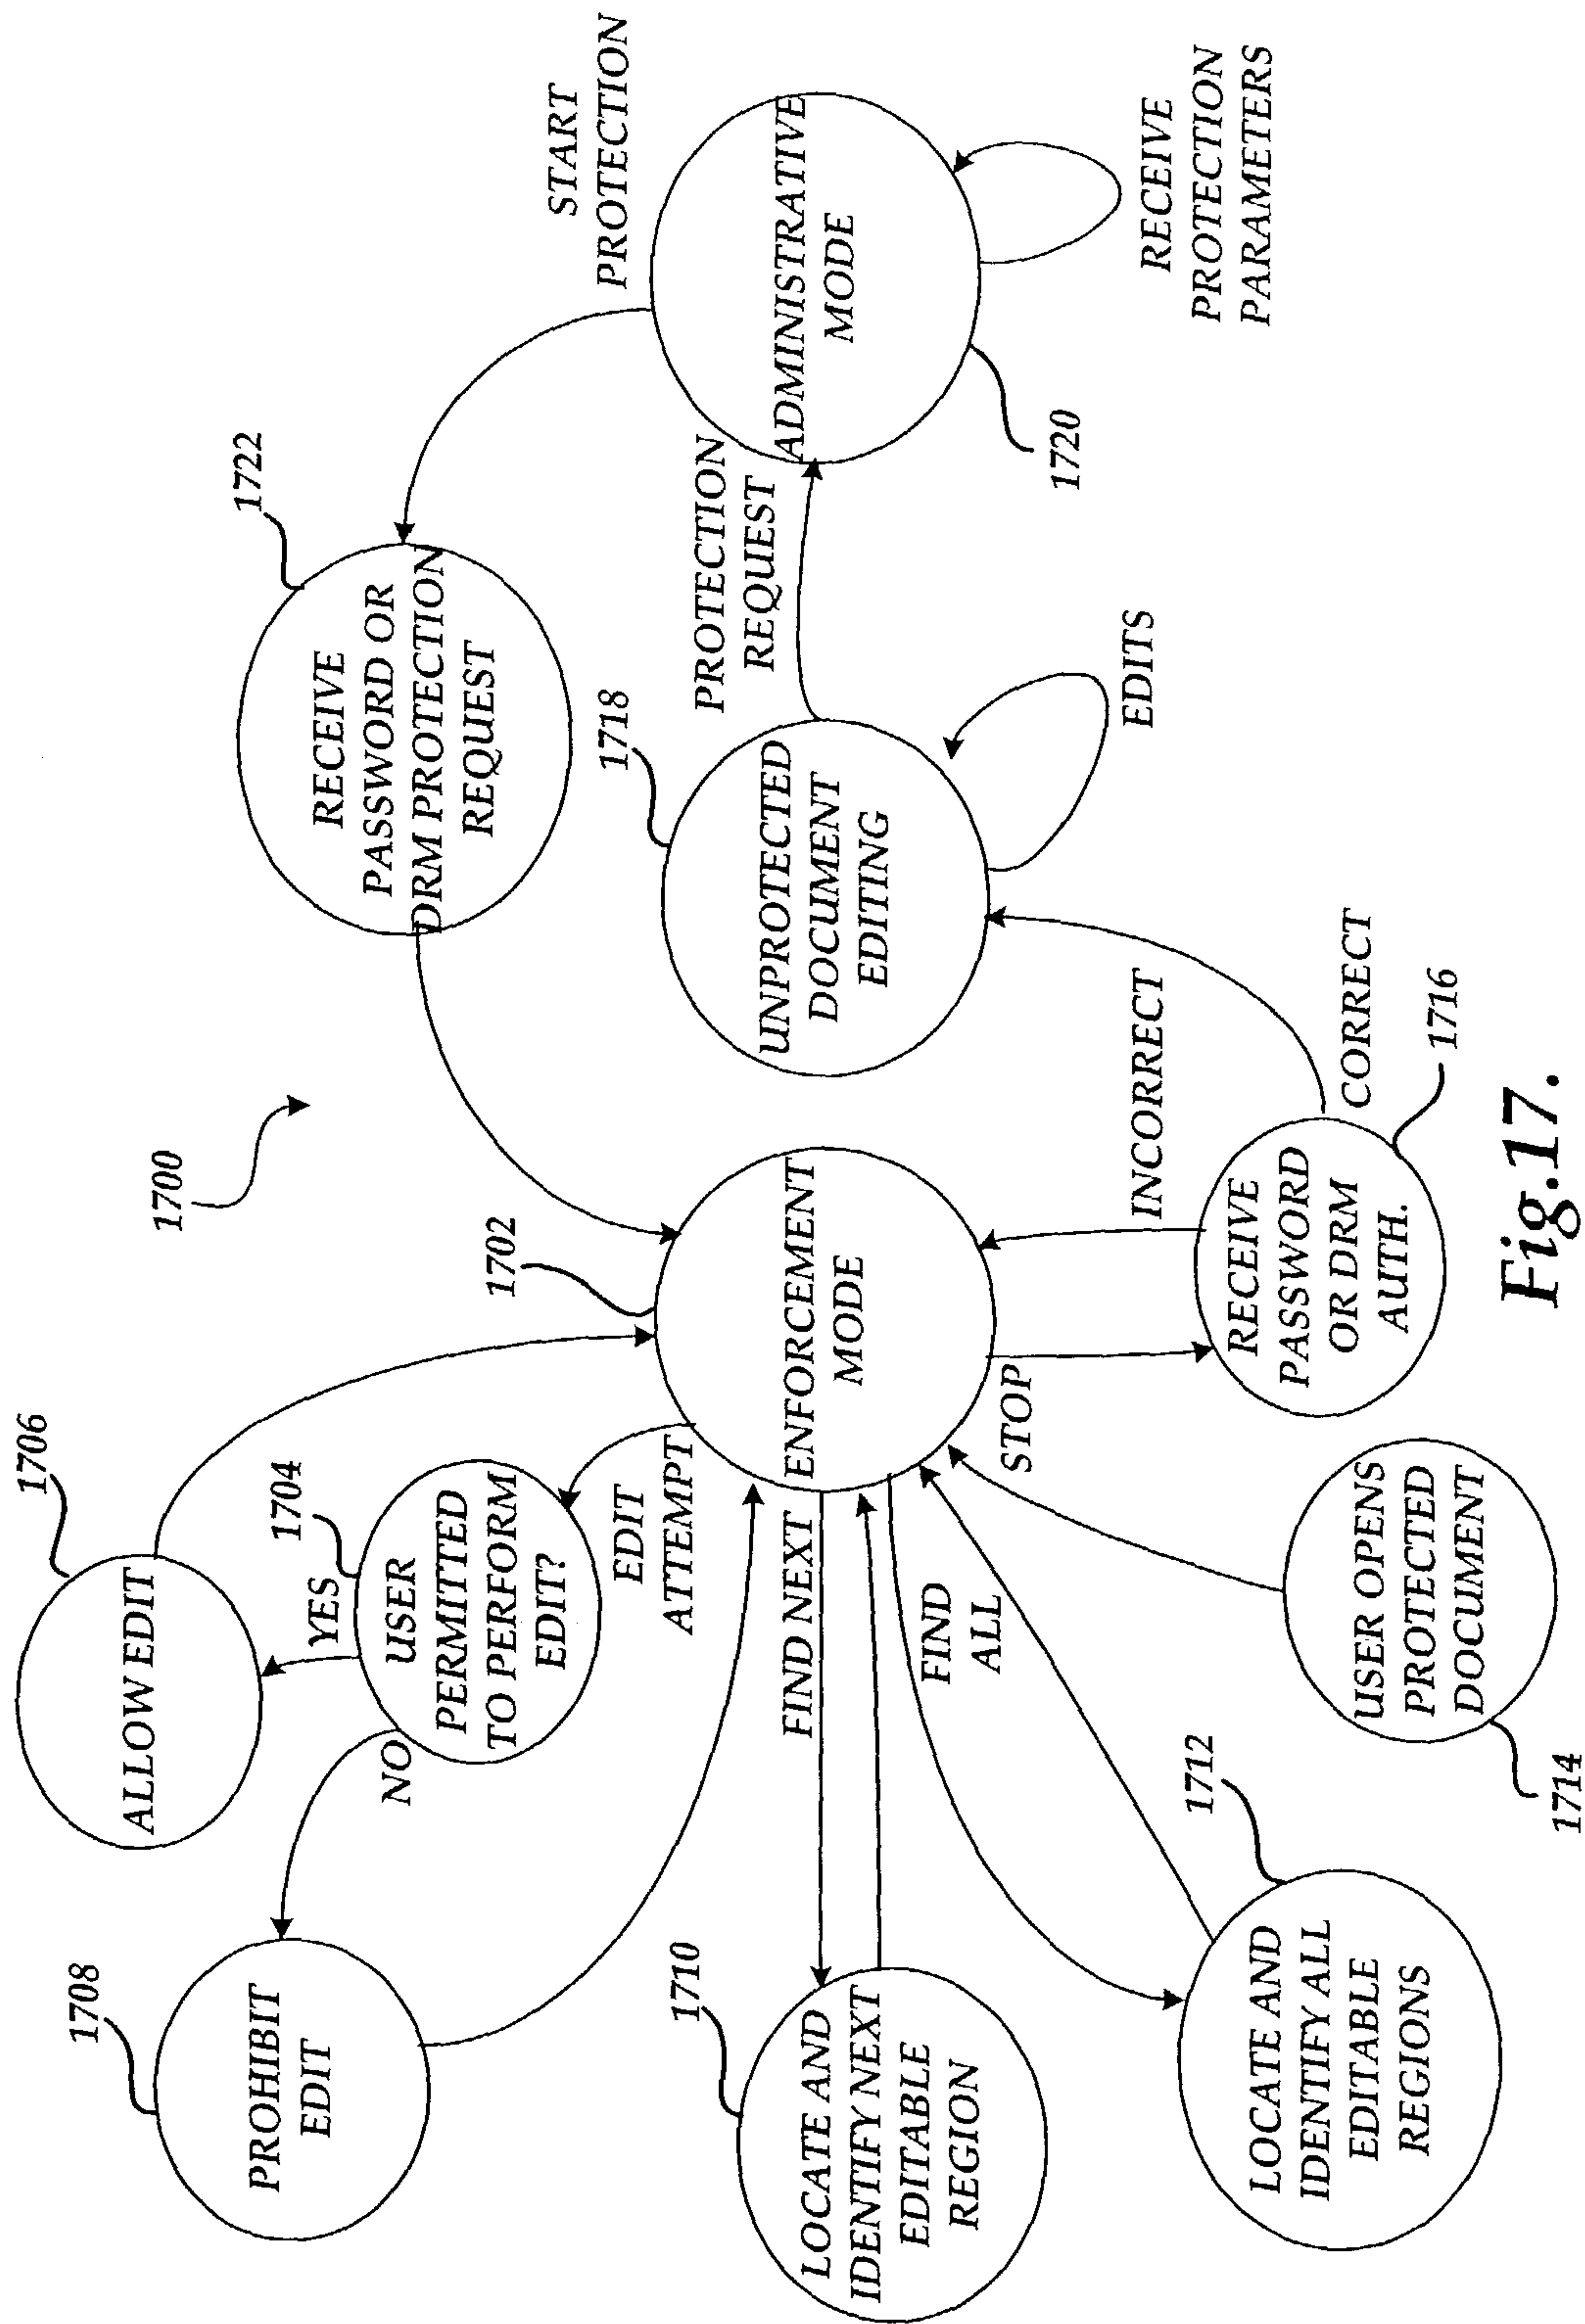 1700
1708
PROHIBIT
EDIT
1706
ALLOW EDIT
NO
YES
1704
USER
PERMITTED
TO PERFORM
EDIT?
EDIT
ATTEMPT
1702
ENFORCEMENT
MODE
1722
RECEIVE
PASSWORD OR
DRM PROTECTION
REQUEST
START
PROTECTION
1710
LOCATE AND
IDENTIFY NEXT
EDITABLE
REGION
FIND NEXT
FIND
ALL
STOP
1718
UNPROTECTED
DOCUMENT
EDITING
PROTECTION
REQUEST
ADMINISTRATIVE
MODE
1720
EDITS
RECEIVE
PROTECTION
PARAMETERS
1712
LOCATE AND
IDENTIFY ALL
EDITABLE
REGIONS
1714
USER OPENS
PROTECTED
DOCUMENT
RECEIVE
PASSWORD
OR DRM
AUTH.
INCORRECT
CORRECT
1716
Fig.17.